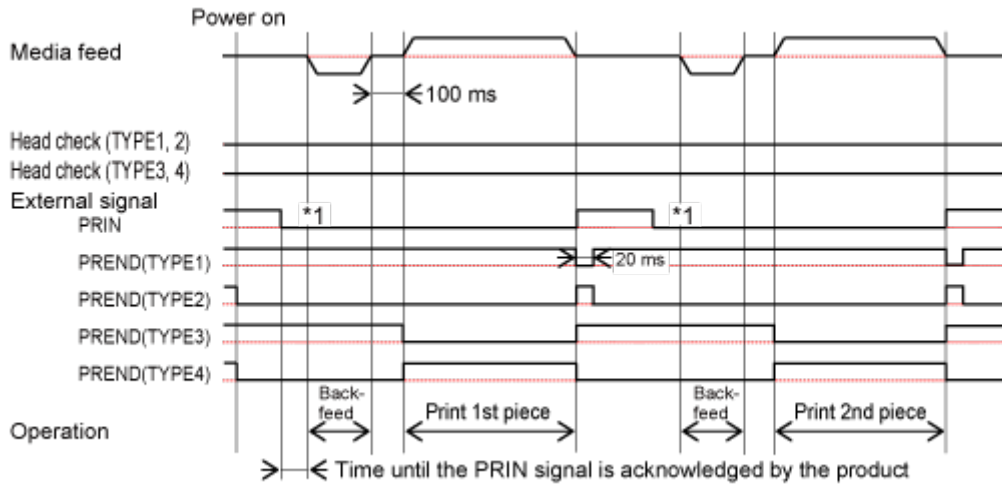 Power on
Media feed
100 ms
Head check (TYPE1, 2)
Head check (TYPE3, 4)
External signal
PRIN *1 *1
PREND(TYPE1) 20 ms
PREND(TYPE2)
PREND(TYPE3)
PREND(TYPE4)
Back- Back-
feed Print 1st piece feed Print 2nd piece
Operation
Time until the PRIN signal is acknowledged by the product